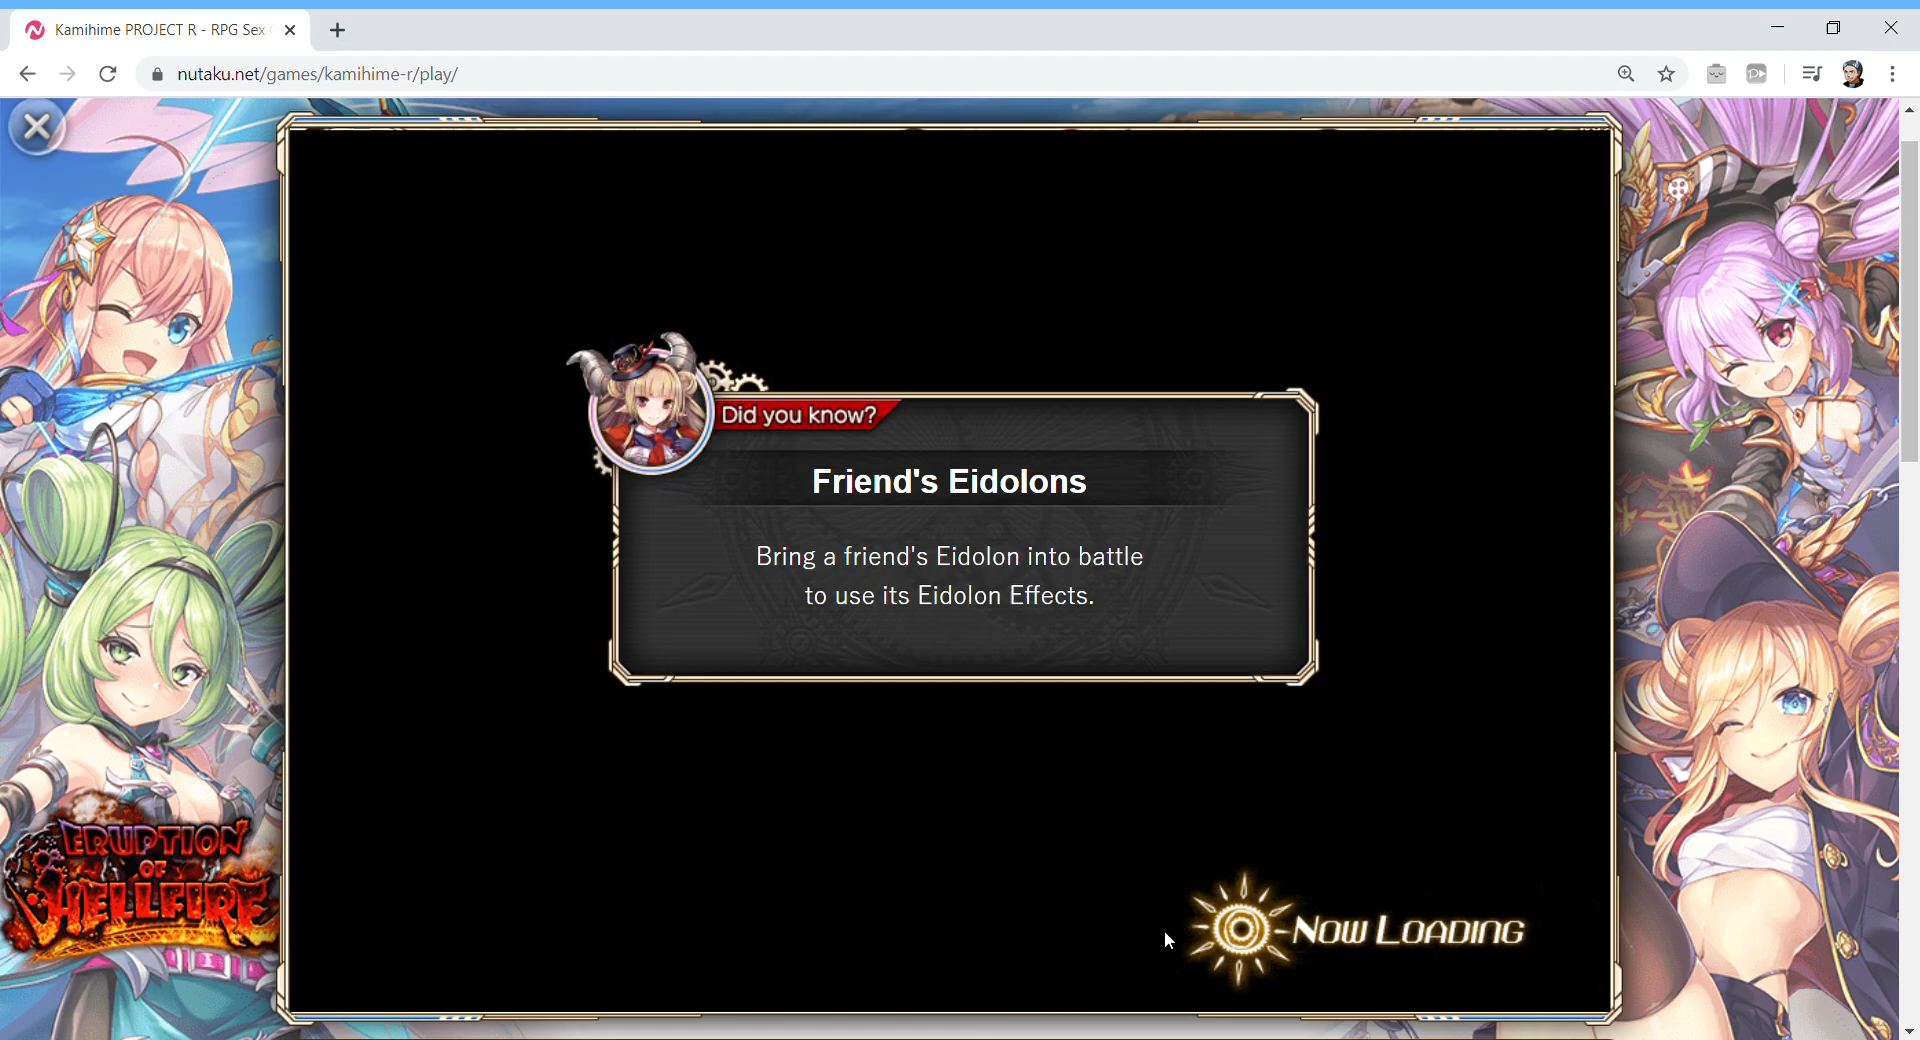 Kamihime PROJECT R - RPG Sex
nutaku.net/games/kamihime-r/play/
Did you know?
Friend's Eidolons
Bring a friend's Eidolon into battle
to use its Eidolon Effects.
ERUPTION
OF
HELLFIRE
NOW LOADING